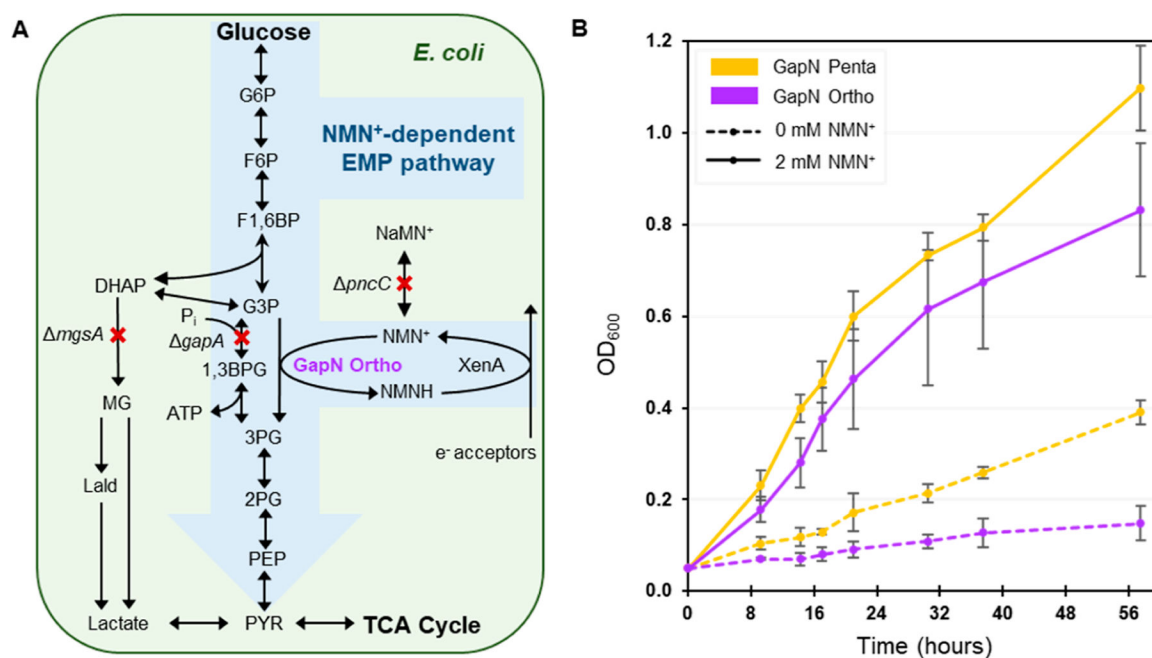 A
Glucose
E. coli
G6P
NMN⁺-dependent
EMP pathway
F6P
F1,6BP
NaMN⁺
DHAP
ΔpncC
G3P
Pᵢ
ΔmgsA
ΔgapA
NMN⁺
1,3BPG
GapN Ortho
XenA
MG
ATP
NMNH
3PG
e⁻ acceptors
Lald
2PG
PEP
Lactate
PYR
TCA Cycle
B
GapN Penta
GapN Ortho
0 mM NMN⁺
2 mM NMN⁺
OD₆₀₀
1.2
1.0
0.8
0.6
0.4
0.2
0.0
0 8 16 24 32 40 48 56
Time (hours)